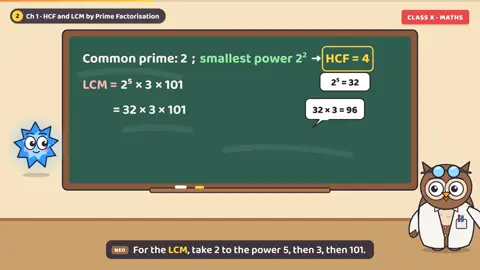 2 Ch 1 · HCF and LCM by Prime Factorisation
CLASS X · MATHS
Common prime: 2 ; smallest power 2² → HCF = 4
2⁵ = 32
LCM = 2⁵ × 3 × 101
= 32 × 3 × 101
32 × 3 = 96
NEO For the LCM, take 2 to the power 5, then 3, then 101.